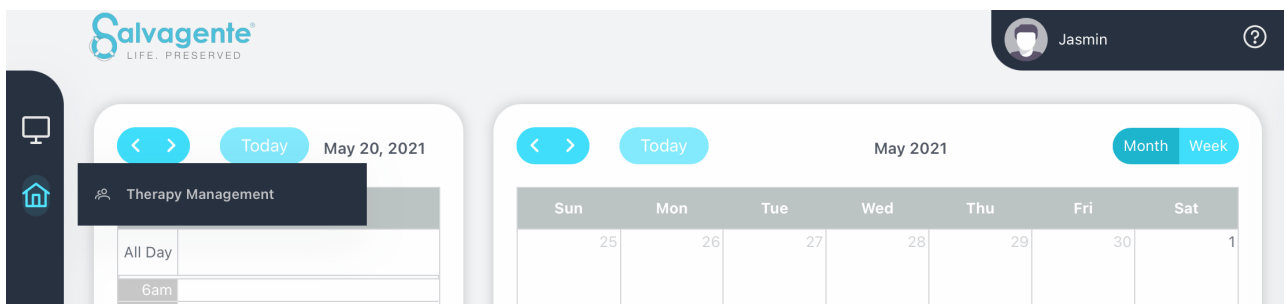 Salvagente®
LIFE. PRESERVED
Jasmin
?
Today
May 20, 2021
Therapy Management
All Day
6am
Today
May 2021
Month
Week
Sun Mon Tue Wed Thu Fri Sat
25 26 27 28 29 30 1